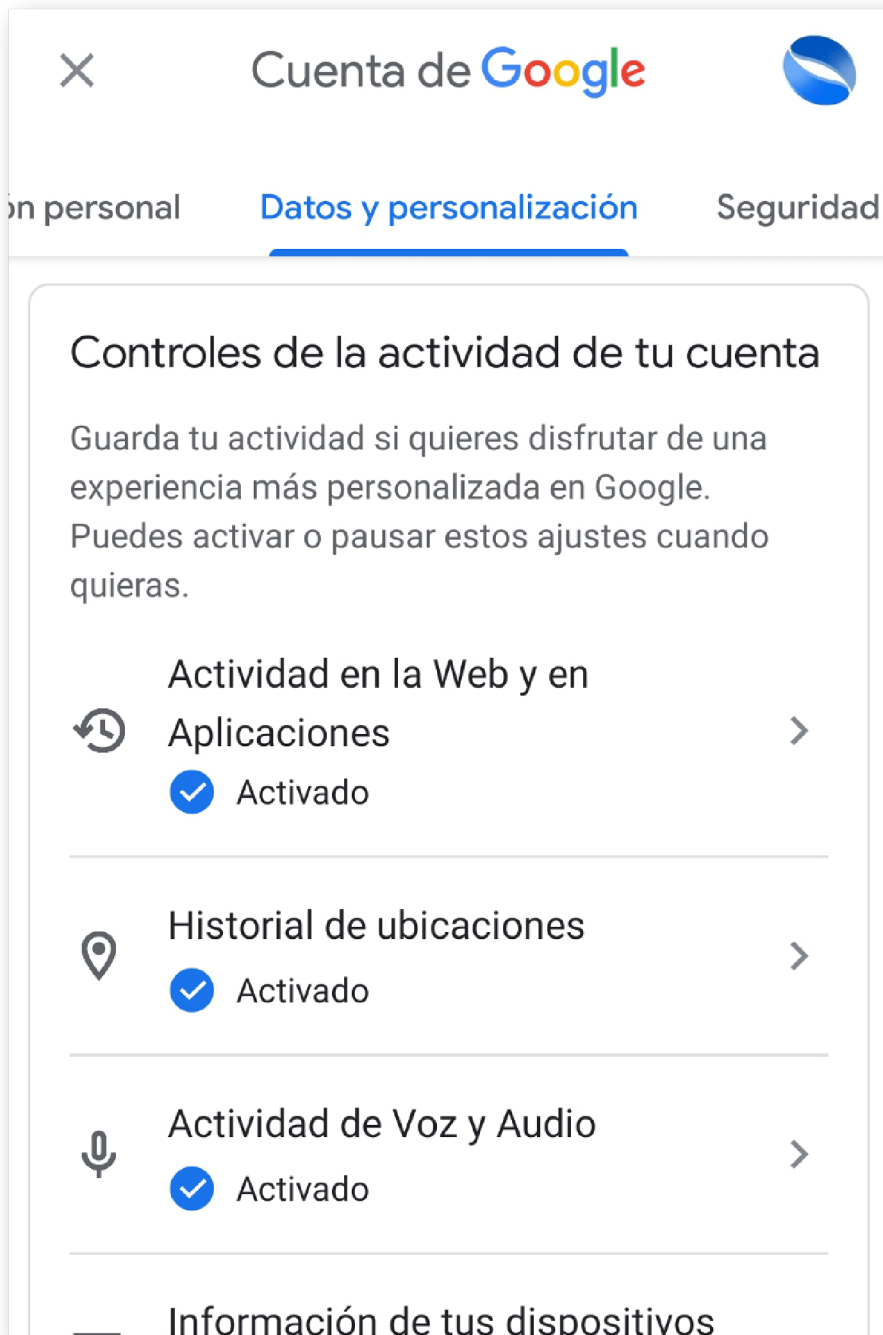 Cuenta de Google
ón personal
Datos y personalización
Seguridad
Controles de la actividad de tu cuenta
Guarda tu actividad si quieres disfrutar de una
experiencia más personalizada en Google.
Puedes activar o pausar estos ajustes cuando
quieras.
Actividad en la Web y en
Aplicaciones
Activado
Historial de ubicaciones
Activado
Actividad de Voz y Audio
Activado
Información de tus dispositivos